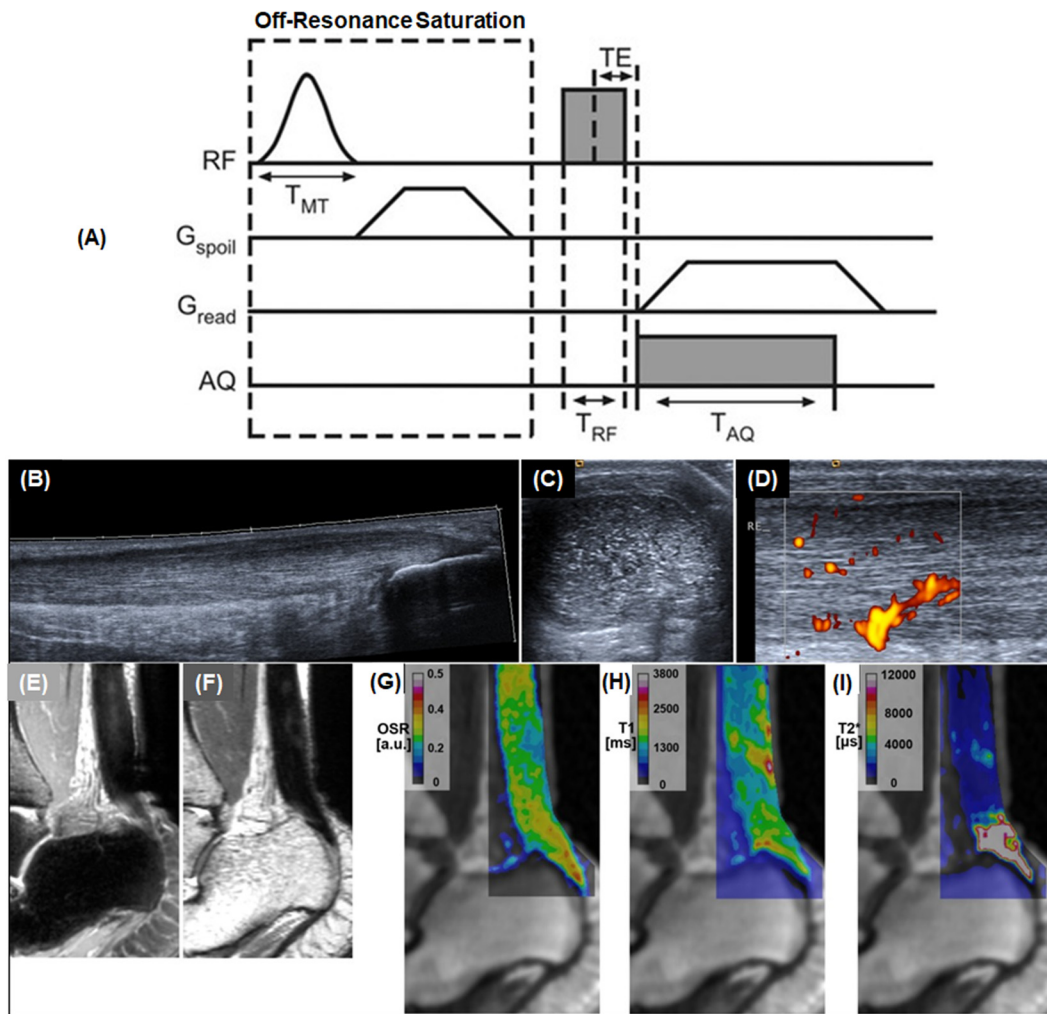 Off-Resonance Saturation
TE
RF
T_MT
(A)
G_spoil
G_read
AQ
T_RF
T_AQ
(B)
(C)
(D)
RE
(E)
(F)
(G)
0.5
OSR
[a.u.]
0.4
0.2
0
(H)
3800
T1
[ms]
2500
1300
0
(I)
12000
T2*
[µs]
8000
4000
0